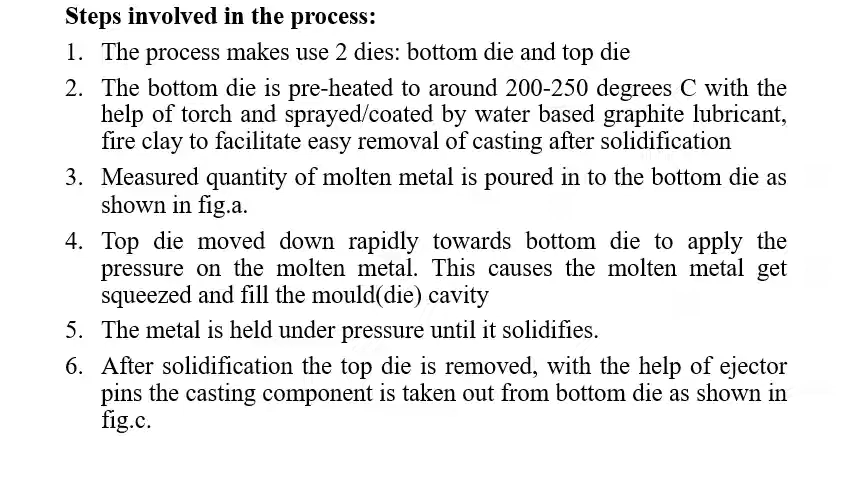 Steps involved in the process:
1. The process makes use 2 dies: bottom die and top die
2. The bottom die is pre-heated to around 200-250 degrees C with the
help of torch and sprayed/coated by water based graphite lubricant,
fire clay to facilitate easy removal of casting after solidification
3. Measured quantity of molten metal is poured in to the bottom die as
shown in fig.a.
4. Top die moved down rapidly towards bottom die to apply the
pressure on the molten metal. This causes the molten metal get
squeezed and fill the mould(die) cavity
5. The metal is held under pressure until it solidifies.
6. After solidification the top die is removed, with the help of ejector
pins the casting component is taken out from bottom die as shown in
fig.c.